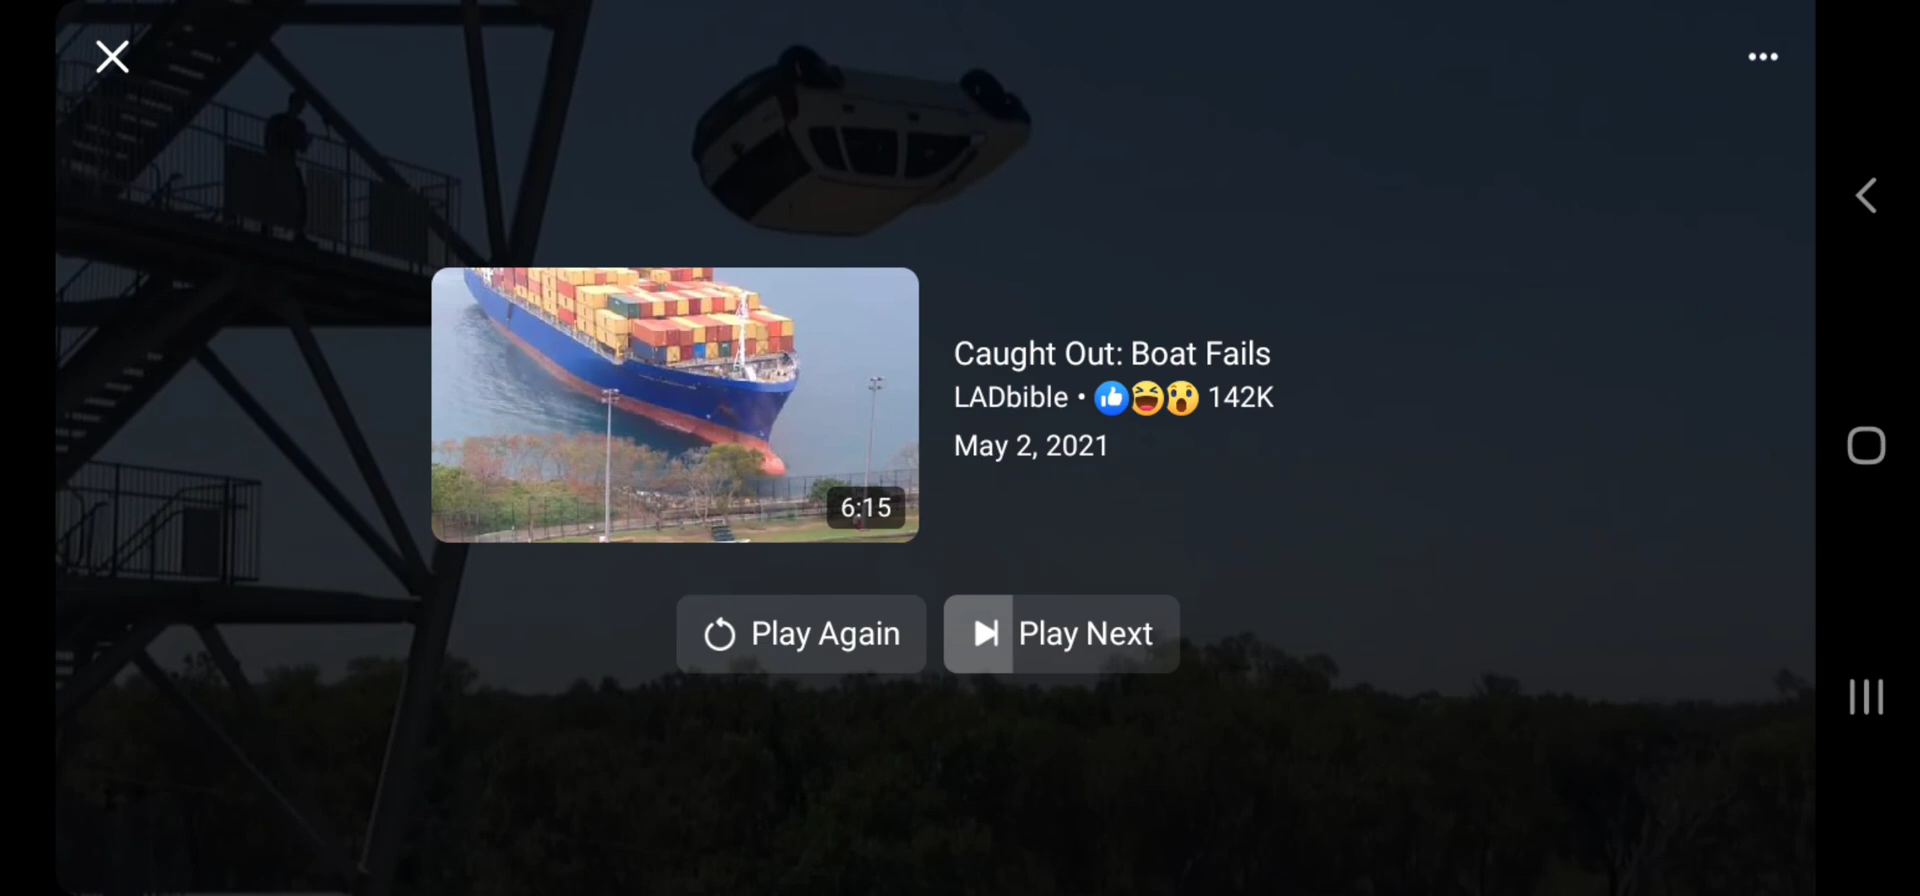 Caught Out: Boat Fails
LADbible • 👍😆😲 142K
May 2, 2021
6:15
Play Again
Play Next